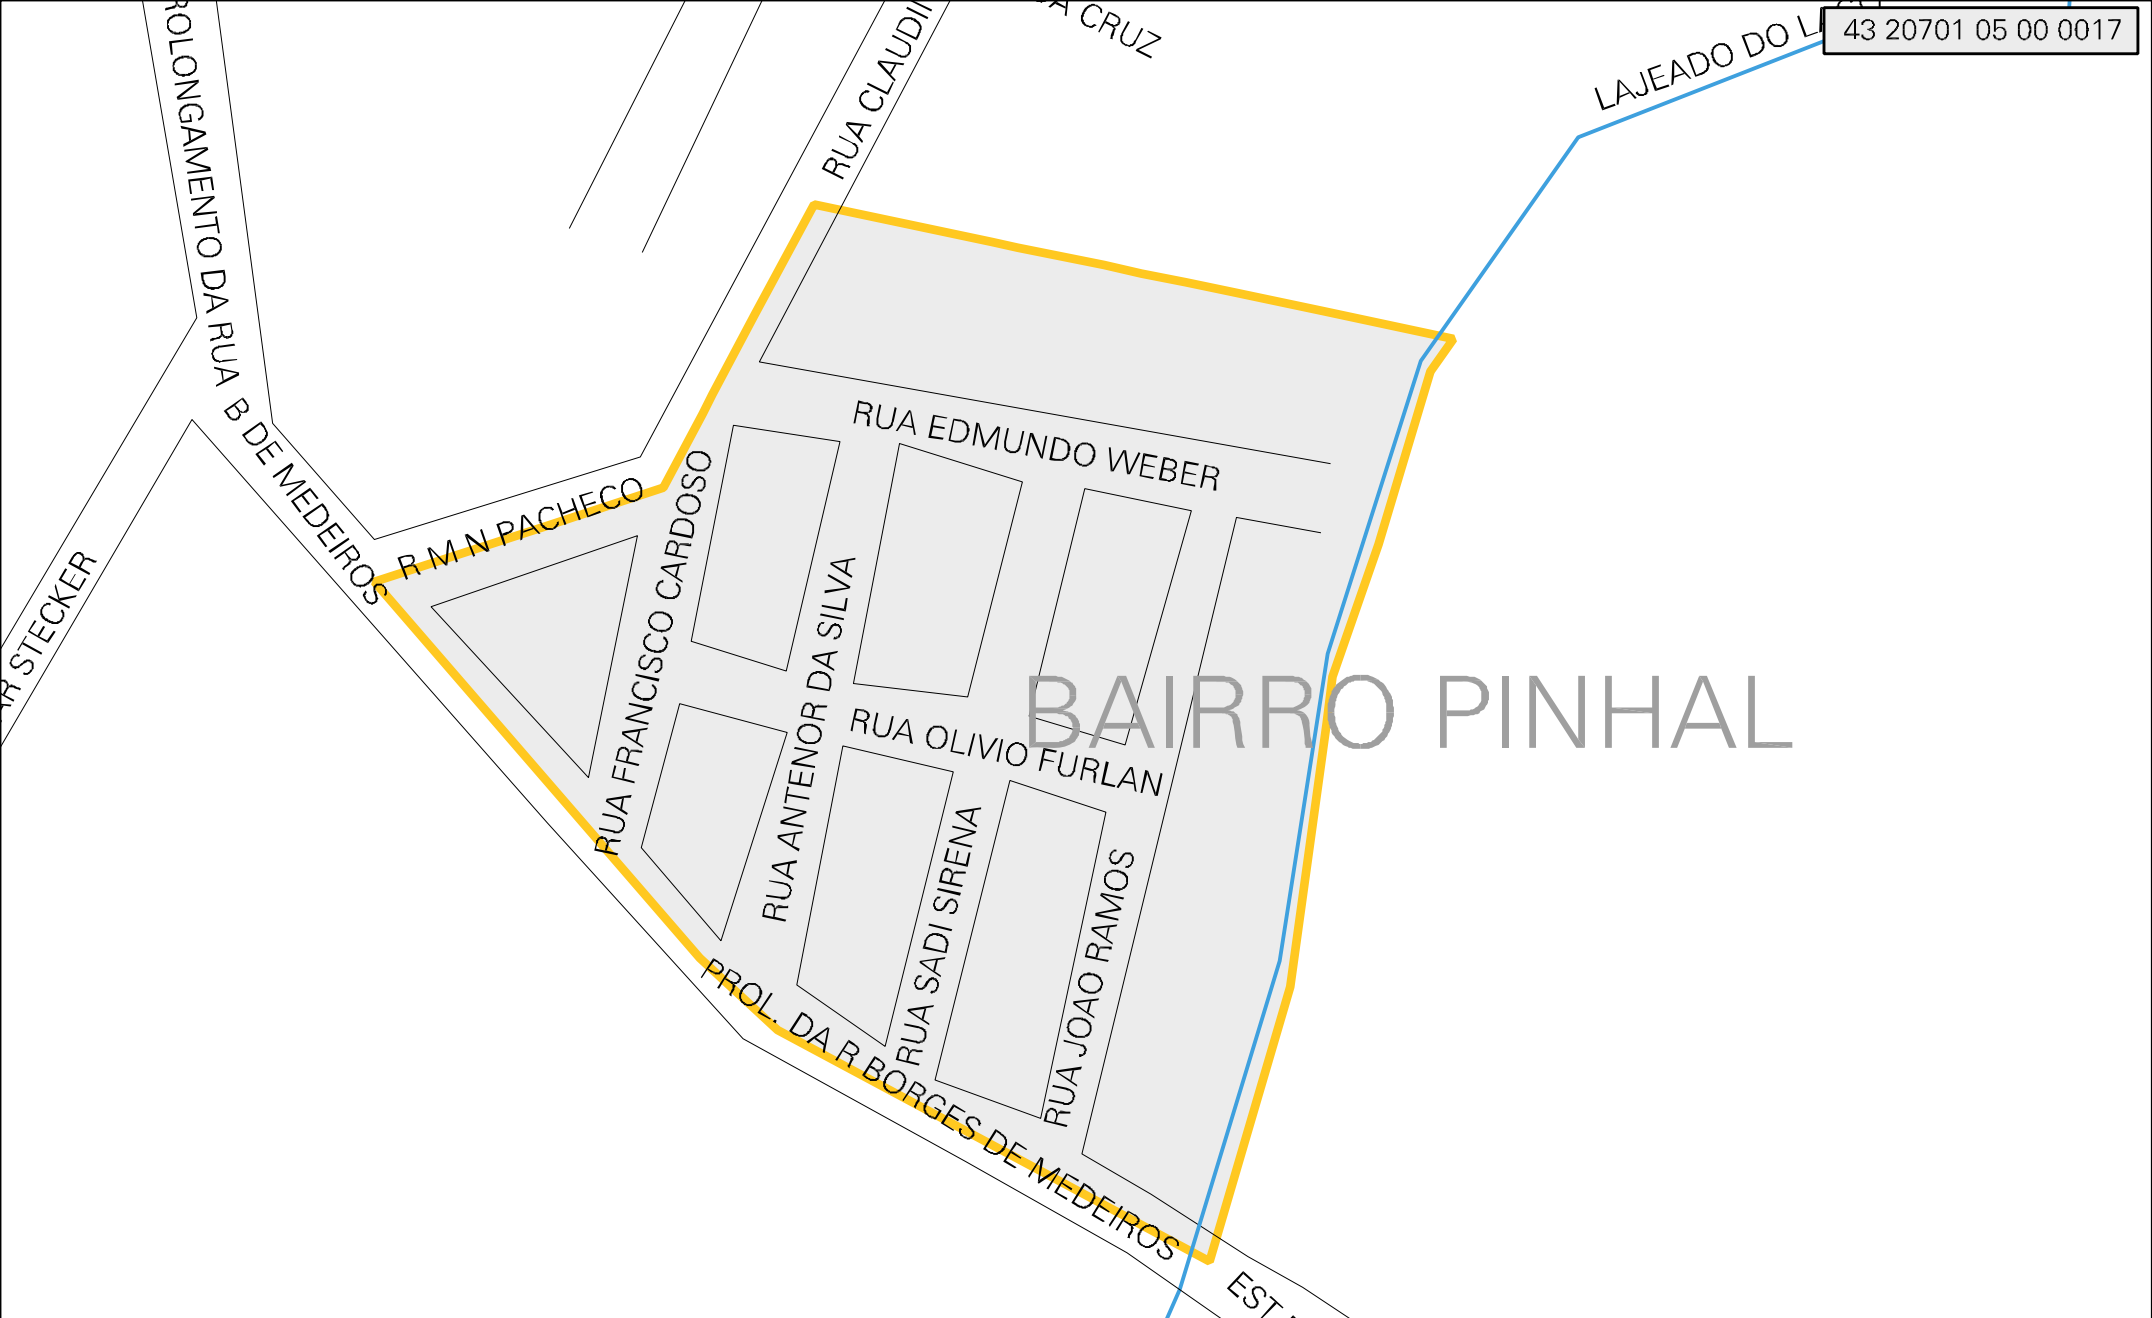 43 20701 05 00 0017
CRUZ
LAJEADO DO
RUA
DA RUA B DE MEDEIROS
R M N PACHECO
STECKER
RUA EDMUNDO WEBER
RUA FRANCISCO CARDOSO
RUA ANTENOR DA SILVA
BAIRRO PINHAL
RUA OLIVIO FURLAN
RUA SADI SIRENA
RUA JOAO RAMOS
PROL. DA R BORGES DE MEDEIROS
EST